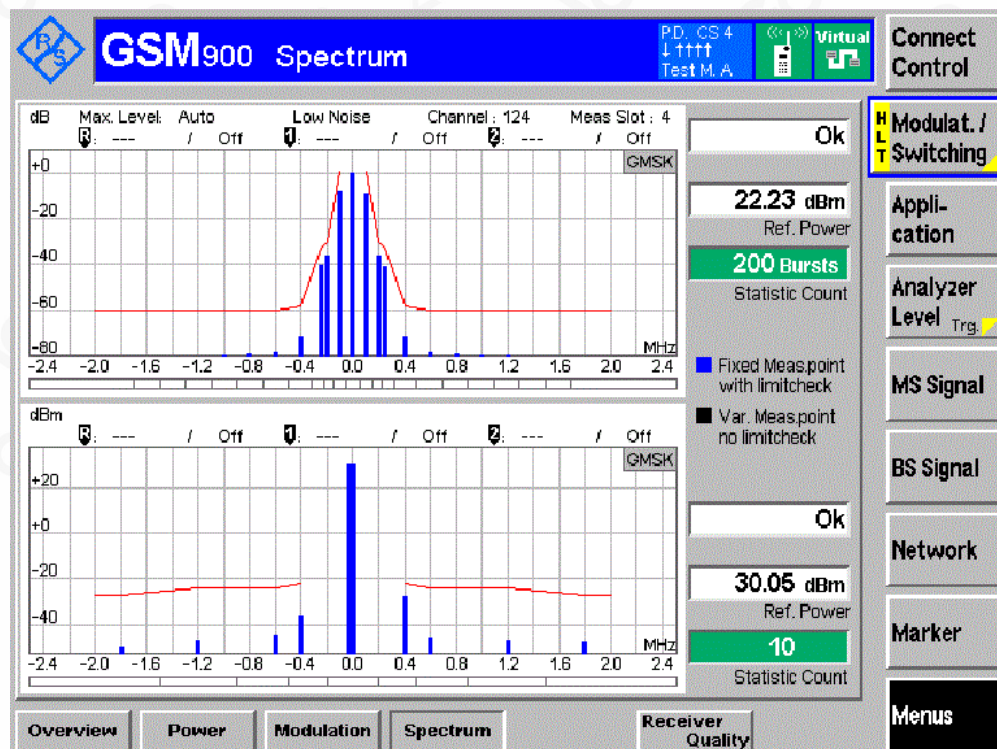 R/S
GSM900 Spectrum
PD. CS 4
↓ ↑↑↑↑
Test M. A.
Virtual
Connect
Control
HLT
Modulat. /
Switching
Appli-
cation
Analyzer
Level Trg.
MS Signal
BS Signal
Network
Marker
Menus
dB Max. Level: Auto Low Noise Channel : 124 Meas Slot : 4
R: --- / Off 1: --- / Off 2: --- / Off
GMSK
+0
-20
-40
-60
-80
MHz
-2.4 -2.0 -1.6 -1.2 -0.8 -0.4 0.0 0.4 0.8 1.2 1.6 2.0 2.4
Ok
22.23 dBm
Ref. Power
200 Bursts
Statistic Count
Fixed Meas.point
with limitcheck
Var. Meas.point
no limitcheck
dBm
R: --- / Off 1: --- / Off 2: --- / Off
GMSK
+20
+0
-20
-40
MHz
-2.4 -2.0 -1.6 -1.2 -0.8 -0.4 0.0 0.4 0.8 1.2 1.6 2.0 2.4
Ok
30.05 dBm
Ref. Power
10
Statistic Count
Overview
Power
Modulation
Spectrum
Receiver
Quality